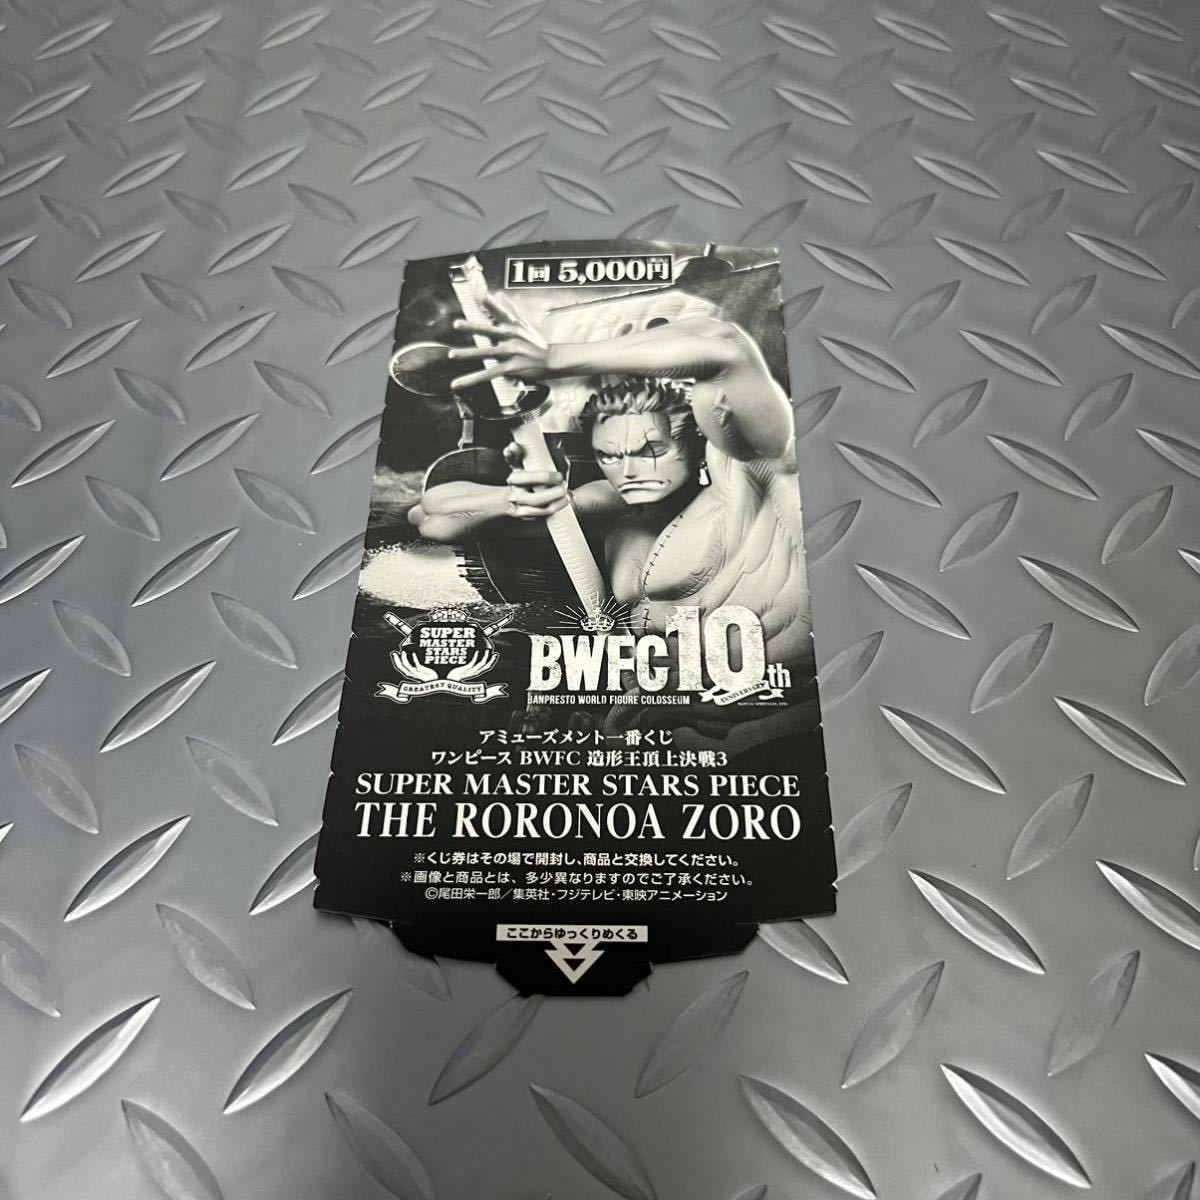 1回 5,000円
SUPER
MASTER
STARS
PIECE
GREATEST QUALITY
BWFC 10th
ANNIVERSARY
BANPRESTO WORLD FIGURE COLOSSEUM
アミューズメント一番くじ
ワンピース BWFC 造形王頂上決戦3
SUPER MASTER STARS PIECE
THE RORONOA ZORO
※くじ券はその場で開封し、商品と交換してください。
※画像と商品とは、多少異なりますのでご了承ください。
©尾田栄一郎／集英社・フジテレビ・東映アニメーション
ここからゆっくりめくる